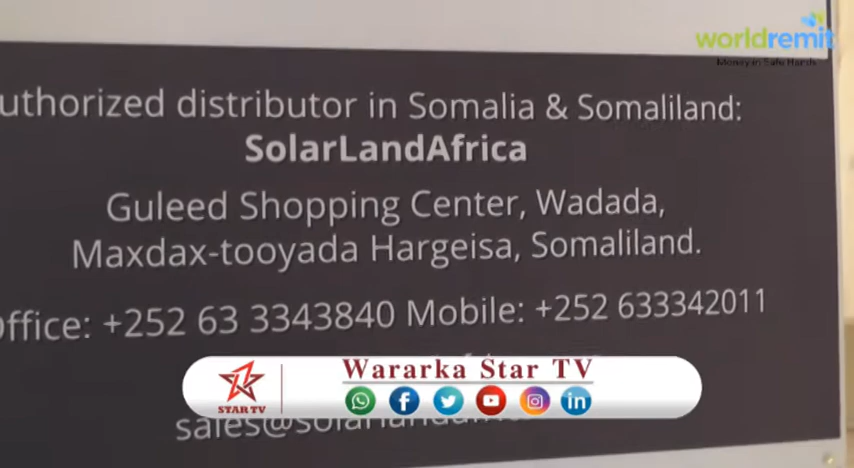 worldremit
Money in Safe Hands
uthorized distributor in Somalia & Somaliland:
SolarLandAfrica
Guleed Shopping Center, Wadada,
Maxdax-tooyada Hargeisa, Somaliland.
ffice: +252 63 3343840 Mobile: +252 633342011
Wararka Star TV
STAR TV